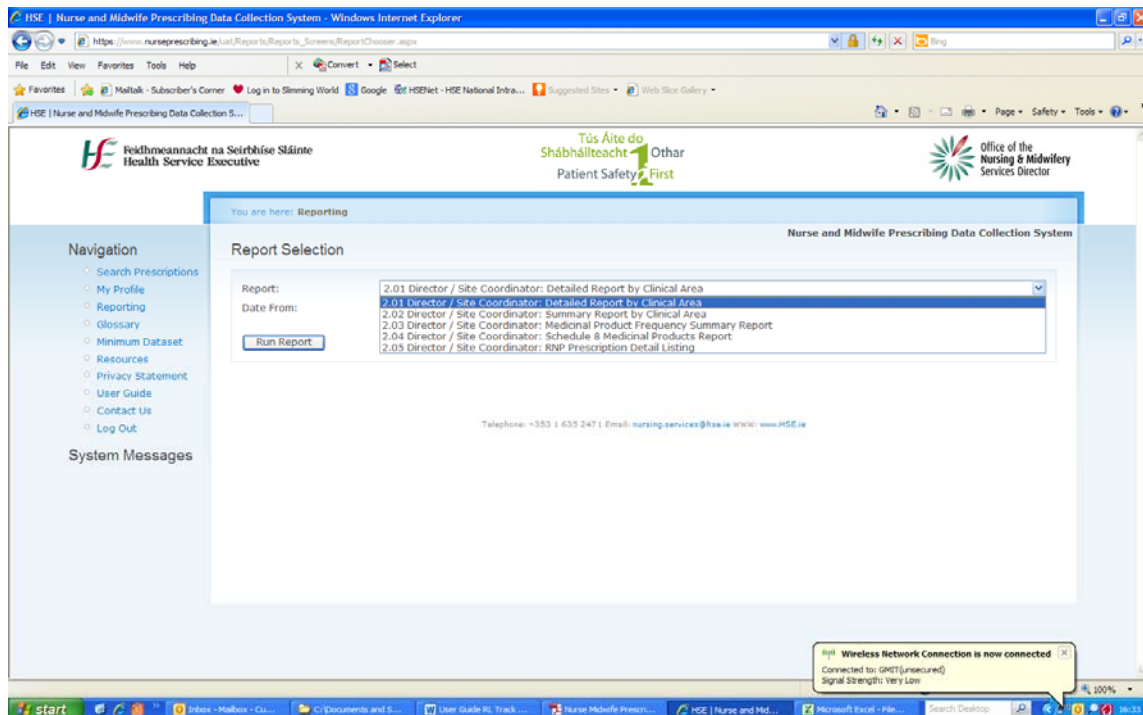 HSE | Nurse and Midwife Prescribing Data Collection System - Windows Internet Explorer
https://www.nurseprescribing.ie/uat/Reports/Reports_Screens/ReportChooser.aspx
Bing
File Edit View Favorites Tools Help
X Convert Select
Favorites Maltalk - Subscriber's Corner Log in to Slimming World Google HSENet - HSE National Intra... Suggested Sites Web Slice Gallery
HSE | Nurse and Midwife Prescribing Data Collection S...
Page Safety Tools
Feidhmeannacht na Seirbhíse Sláinte
Health Service Executive
Tús Áite do
Shábháilteacht 1 Othar
Patient Safety First
Office of the
Nursing & Midwifery
Services Director
You are here: Reporting
Nurse and Midwife Prescribing Data Collection System
Navigation
Search Prescriptions
My Profile
Reporting
Glossary
Minimum Dataset
Resources
Privacy Statement
User Guide
Contact Us
Log Out
System Messages
Report Selection
Report:
2.01 Director / Site Coordinator: Detailed Report by Clinical Area
Date From:
2.01 Director / Site Coordinator: Detailed Report by Clinical Area
2.02 Director / Site Coordinator: Summary Report by Clinical Area
2.03 Director / Site Coordinator: Medicinal Product Frequency Summary Report
2.04 Director / Site Coordinator: Schedule 8 Medicinal Products Report
2.05 Director / Site Coordinator: RNP Prescription Detail Listing
Run Report
Telephone: +353 1 635 2471 Email: nursing.services@hse.ie WWW: www.HSE.ie
Wireless Network Connection is now connected
Connected to: GMIT(unsecured)
Signal Strength: Very Low
100%
start
Inbox - Mailbox - Cu...
C:\Documents and S...
User Guide RL Track ...
Nurse Midwife Prescri...
HSE | Nurse and Mid...
Microsoft Excel - File...
Search Desktop
16:33